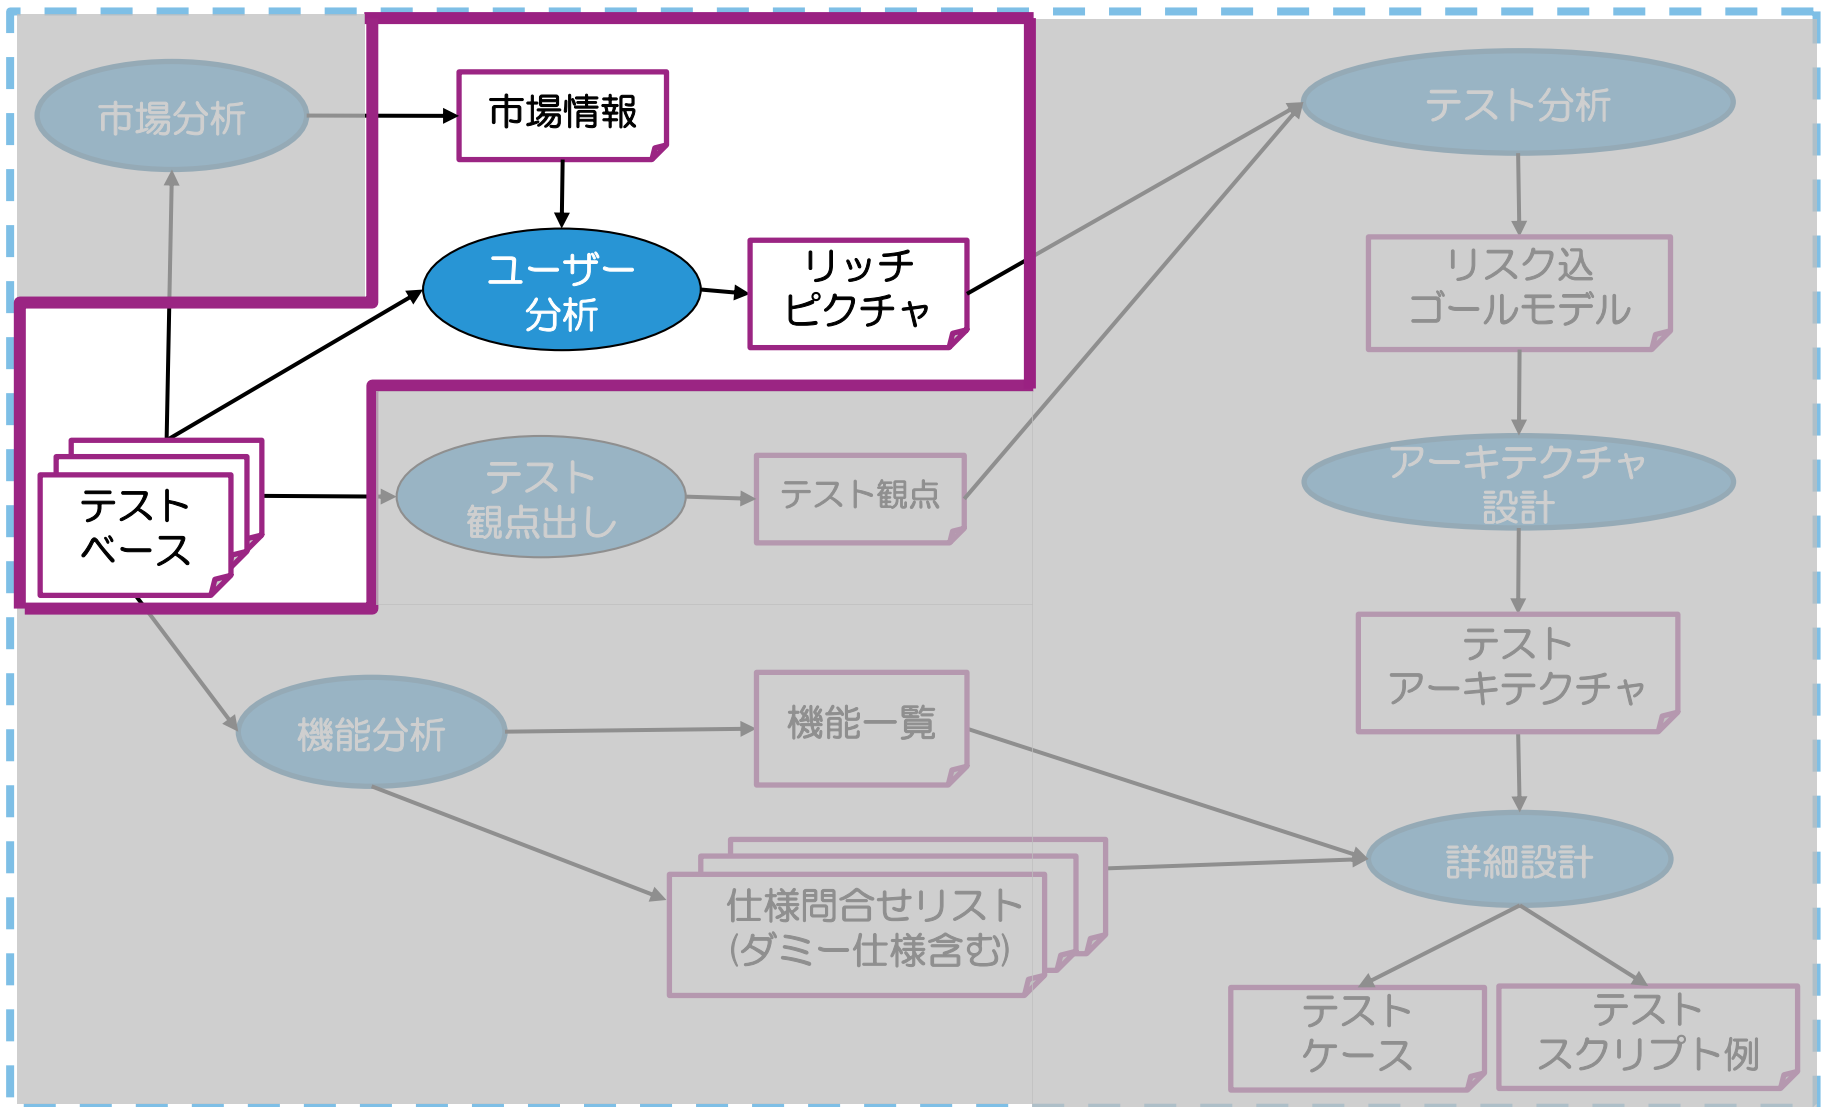 市場分析
市場情報
テスト分析
ユーザー
分析
リッチ
ピクチャ
リスク込
ゴールモデル
テスト
ベース
テスト
観点出し
テスト観点
アーキテクチャ
設計
テスト
アーキテクチャ
機能分析
機能一覧
詳細設計
仕様問合せリスト
(ダミー仕様含む)
テスト
ケース
テスト
スクリプト例